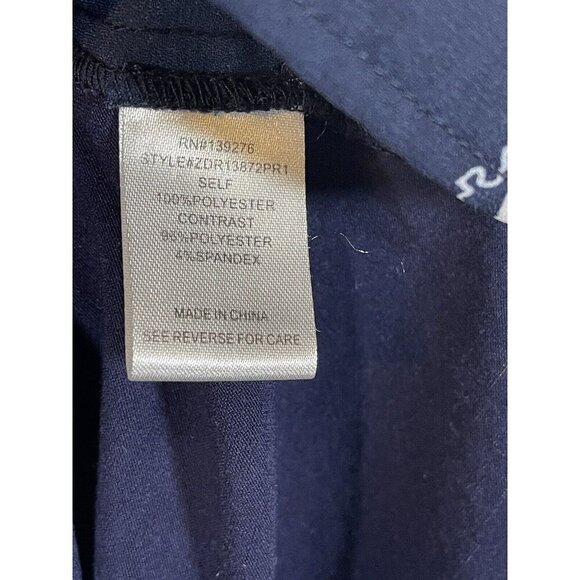 RN#139276
STYLE#ZDR13872PR1
SELF
100%POLYESTER
CONTRAST
96%POLYESTER
4%SPANDEX
MADE IN CHINA
SEE REVERSE FOR CARE